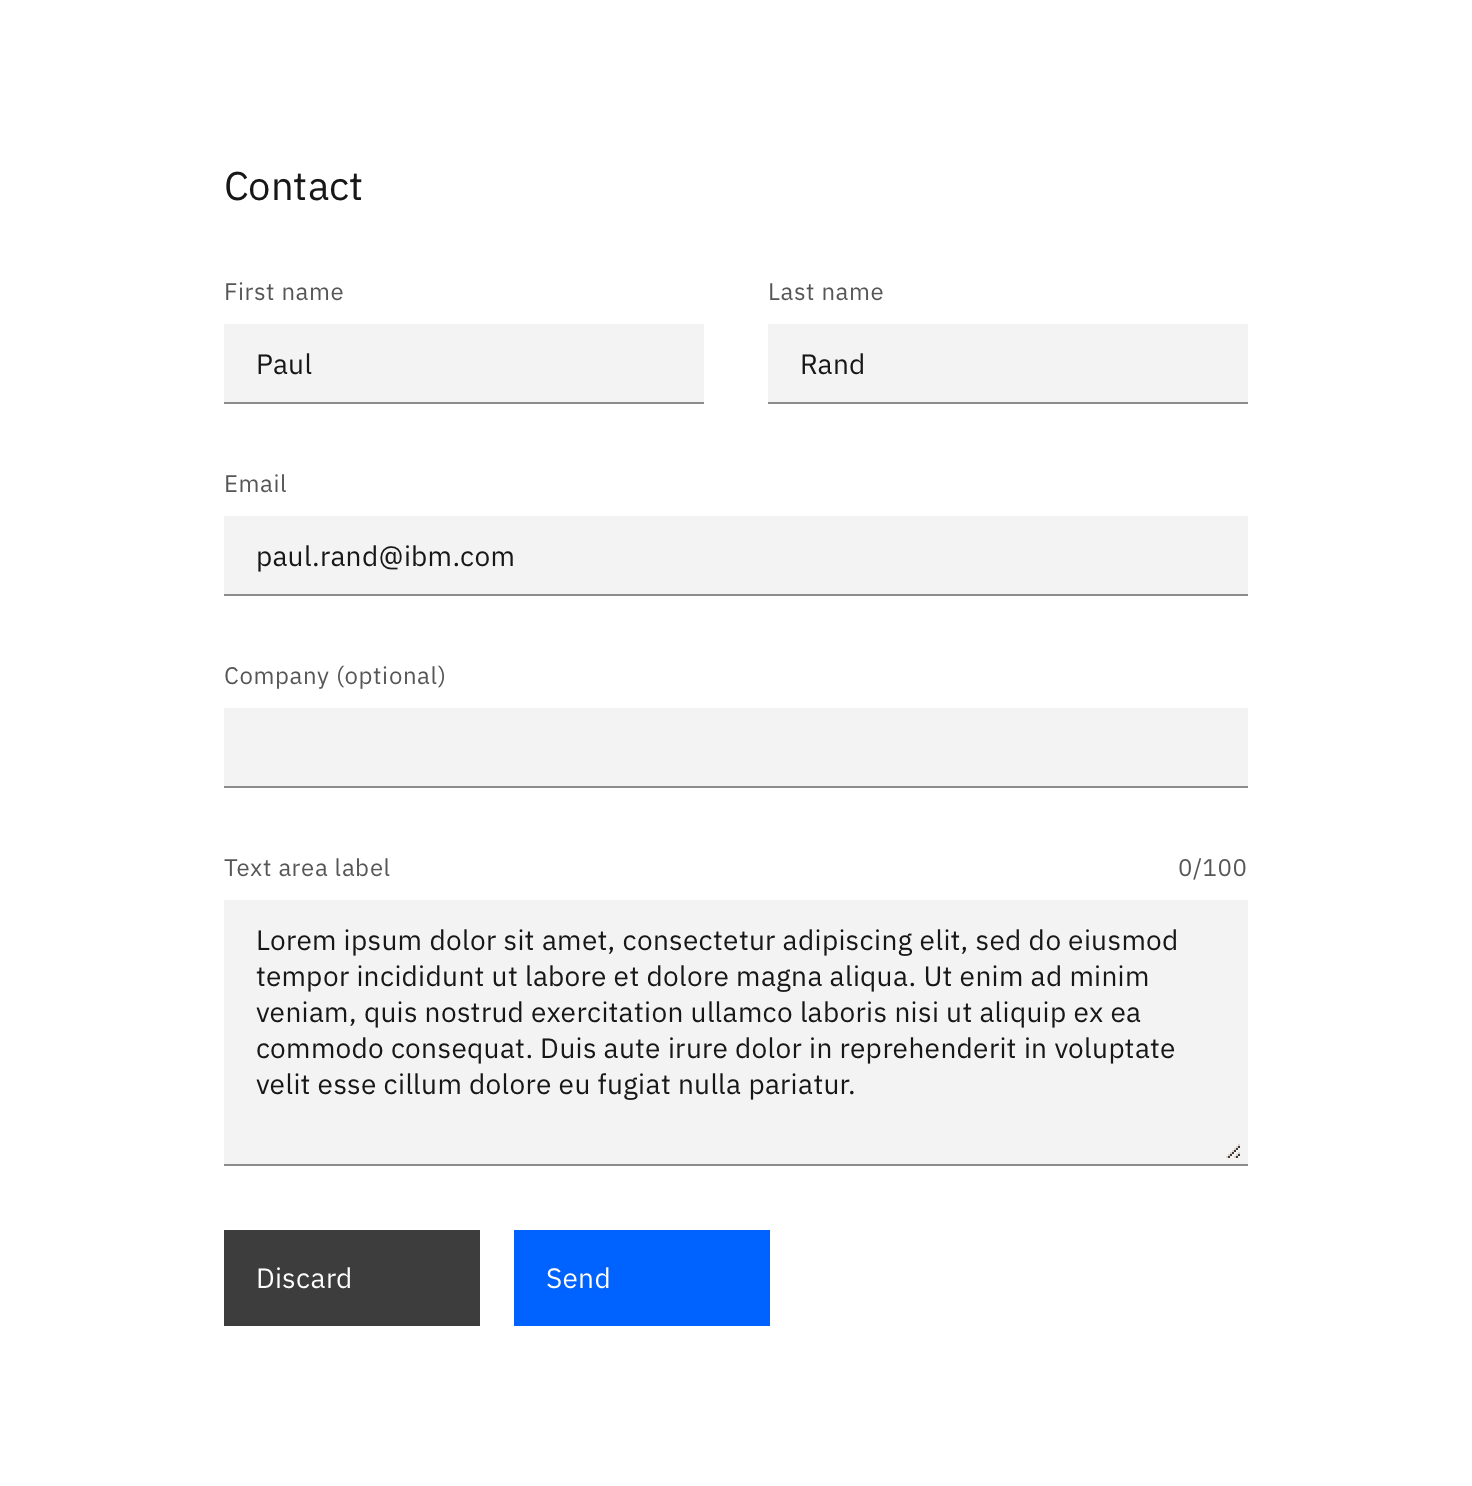 Contact
First name
Last name
Paul
Rand
Email
paul.rand@ibm.com
Company (optional)
Text area label
0/100
Lorem ipsum dolor sit amet, consectetur adipiscing elit, sed do eiusmod
tempor incididunt ut labore et dolore magna aliqua. Ut enim ad minim
veniam, quis nostrud exercitation ullamco laboris nisi ut aliquip ex ea
commodo consequat. Duis aute irure dolor in reprehenderit in voluptate
velit esse cillum dolore eu fugiat nulla pariatur.
Discard
Send